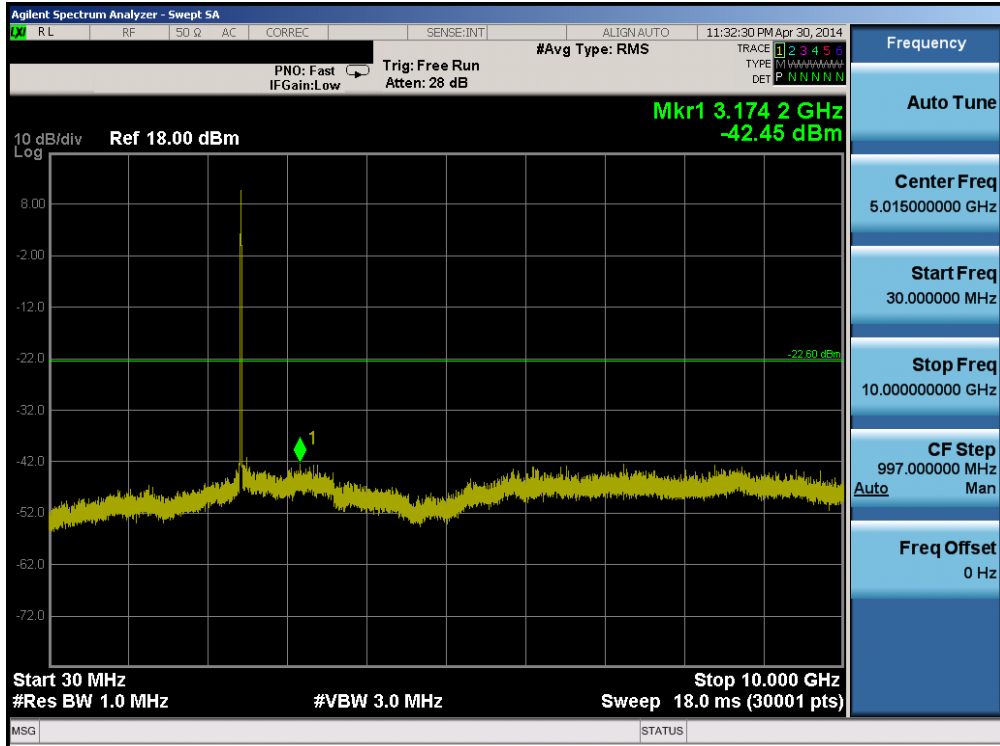 Agilent Spectrum Analyzer - Swept SA
LXI RL RF 50 Ω AC CORREC SENSE:INT ALIGN AUTO 11:32:30 PM Apr 30, 2014
Frequency
#Avg Type: RMS TRACE 1 2 3 4 5 6
PNO: Fast Trig: Free Run TYPE M WWWWW
IFGain:Low Atten: 28 dB DET P N N N N N
Auto Tune
Mkr1 3.174 2 GHz
10 dB/div Ref 18.00 dBm -42.45 dBm
Log
Center Freq
5.015000000 GHz
8.00
-2.00
Start Freq
30.000000 MHz
-12.0
-22.0
-22.60 dBm
Stop Freq
10.000000000 GHz
-32.0
1
-42.0
CF Step
997.000000 MHz
Auto Man
-52.0
Freq Offset
0 Hz
-62.0
-72.0
Start 30 MHz Stop 10.000 GHz
#Res BW 1.0 MHz #VBW 3.0 MHz Sweep 18.0 ms (30001 pts)
MSG STATUS